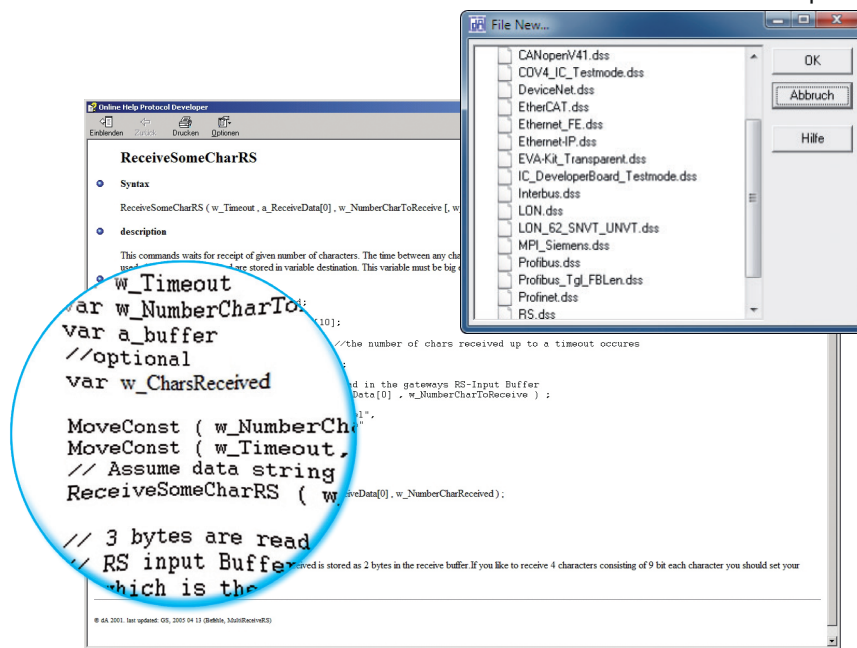 File New...
CANopenV41.dss
COV4_IC_Testmode.dss
DeviceNet.dss
EtherCAT.dss
Ethernet_FE.dss
Ethernet-IP.dss
EVA-Kit_Transparent.dss
IC_DeveloperBoard_Testmode.dss
Interbus.dss
LON.dss
LON_62_SNVT_UNVT.dss
MPI_Siemens.dss
Profibus.dss
Profibus_Tgl_FBLen.dss
Profinet.dss
RS.dss
OK
Abbruch
Hilfe
Online Help Protocol Developer
Einblenden Zurück Drucken Optionen
ReceiveSomeCharRS
Syntax
ReceiveSomeCharRS ( w_Timeout , a_ReceiveData[0] , w_NumberCharToReceive [, w
description
This commands waits for receipt of given number of characters. The time between any cha
are stored in variable destination. This variable must be big
[10];
//the number of chars received up to a timeout occures
in the gateways RS-Input Buffer
Data[0] , w_NumberCharToReceive ) ;
w_Timeout
var w_NumberCharTo
var a_buffer
//optional
var w_CharsReceived
MoveConst ( w_NumberCh
MoveConst ( w_Timeout,
// Assume data string
ReceiveSomeCharRS ( w
iveData[0] , w_NumberCharReceived ) ;
// 3 bytes are read
// RS input Buffer
which is the
eceived is stored as 2 bytes in the receive buffer.If you like to receive 4 characters consisting of 9 bit each character you should set your
® dA 2001. last updated: GS, 2005 04 13 (Befehle, MultiReceiveRS)